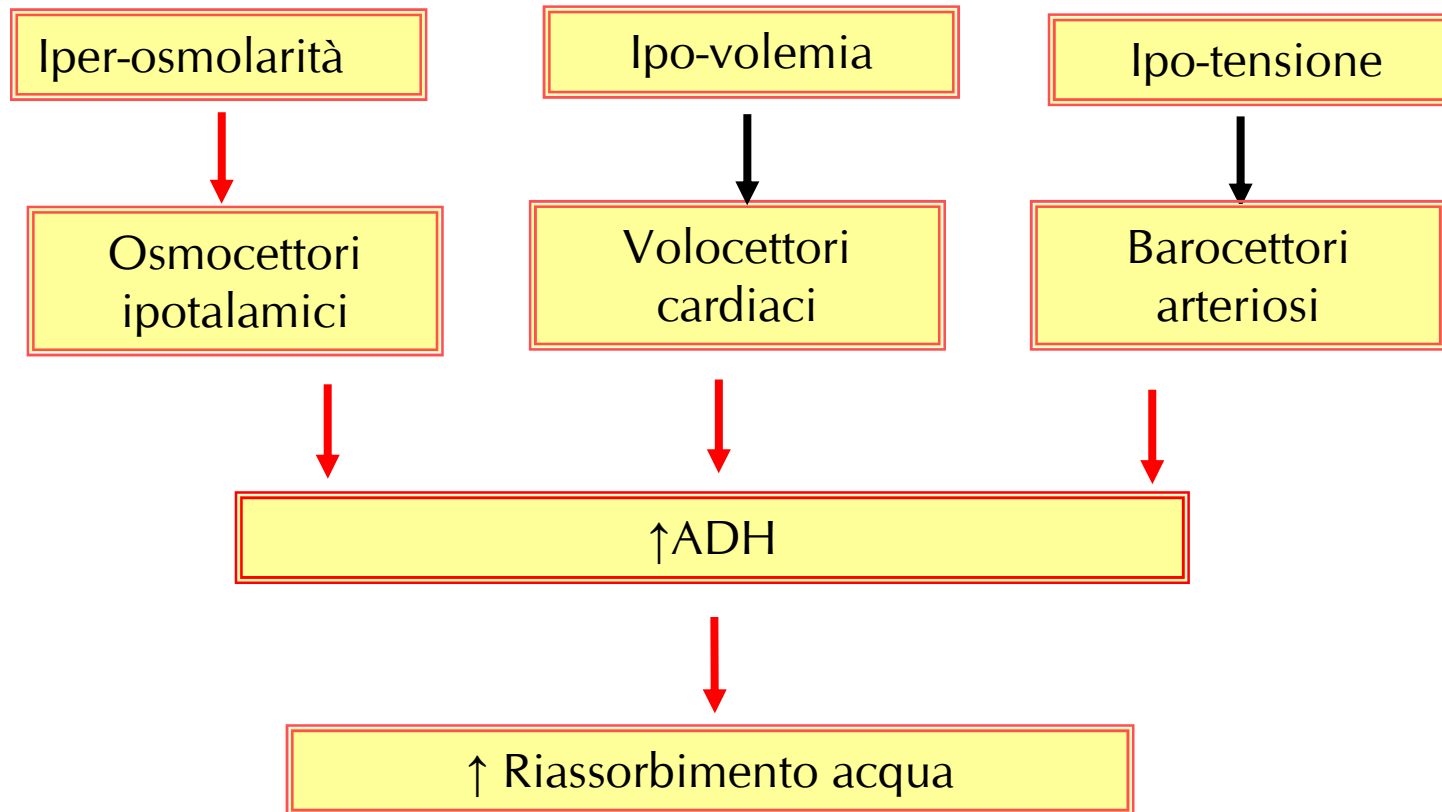 Iper-osmolarità
Ipo-volemia
Ipo-tensione
Osmocettori
ipotalamici
Volocettori
cardiaci
Barocettori
arteriosi
↑ADH
↑ Riassorbimento acqua